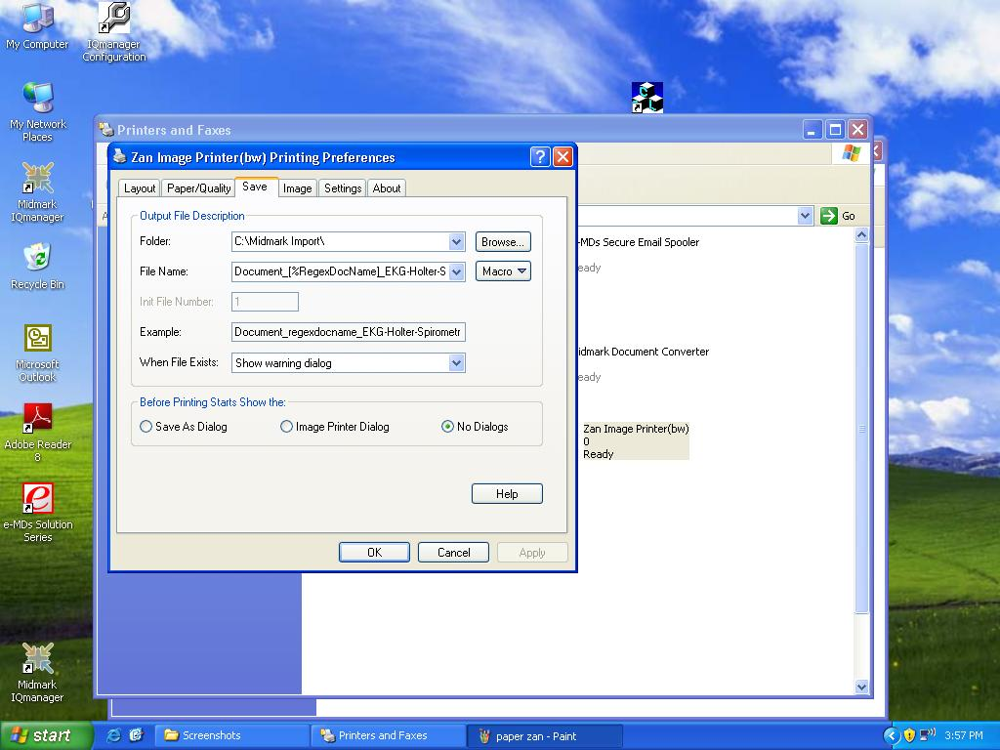 My Computer
IQmanager
Configuration
My Network
Places
Midmark
IQmanager
Recycle Bin
Microsoft
Outlook
Adobe Reader
8
e-MDs Solution
Series
Midmark
IQmanager
Printers and Faxes
Zan Image Printer(bw) Printing Preferences
Layout Paper/Quality Save Image Settings About
Output File Description
Folder: C:\Midmark Import\ Browse...
File Name: Document_[%RegexDocName]_EKG-Holter-S Macro
Init File Number: 1
Example: Document_regexdocname_EKG-Holter-Spirometr
When File Exists: Show warning dialog
Before Printing Starts Show the:
Save As Dialog Image Printer Dialog No Dialogs
Help
OK Cancel Apply
Go
-MDs Secure Email Spooler
eady
idmark Document Converter
eady
Zan Image Printer(bw)
0
Ready
start Screenshots Printers and Faxes paper zan - Paint 3:57 PM